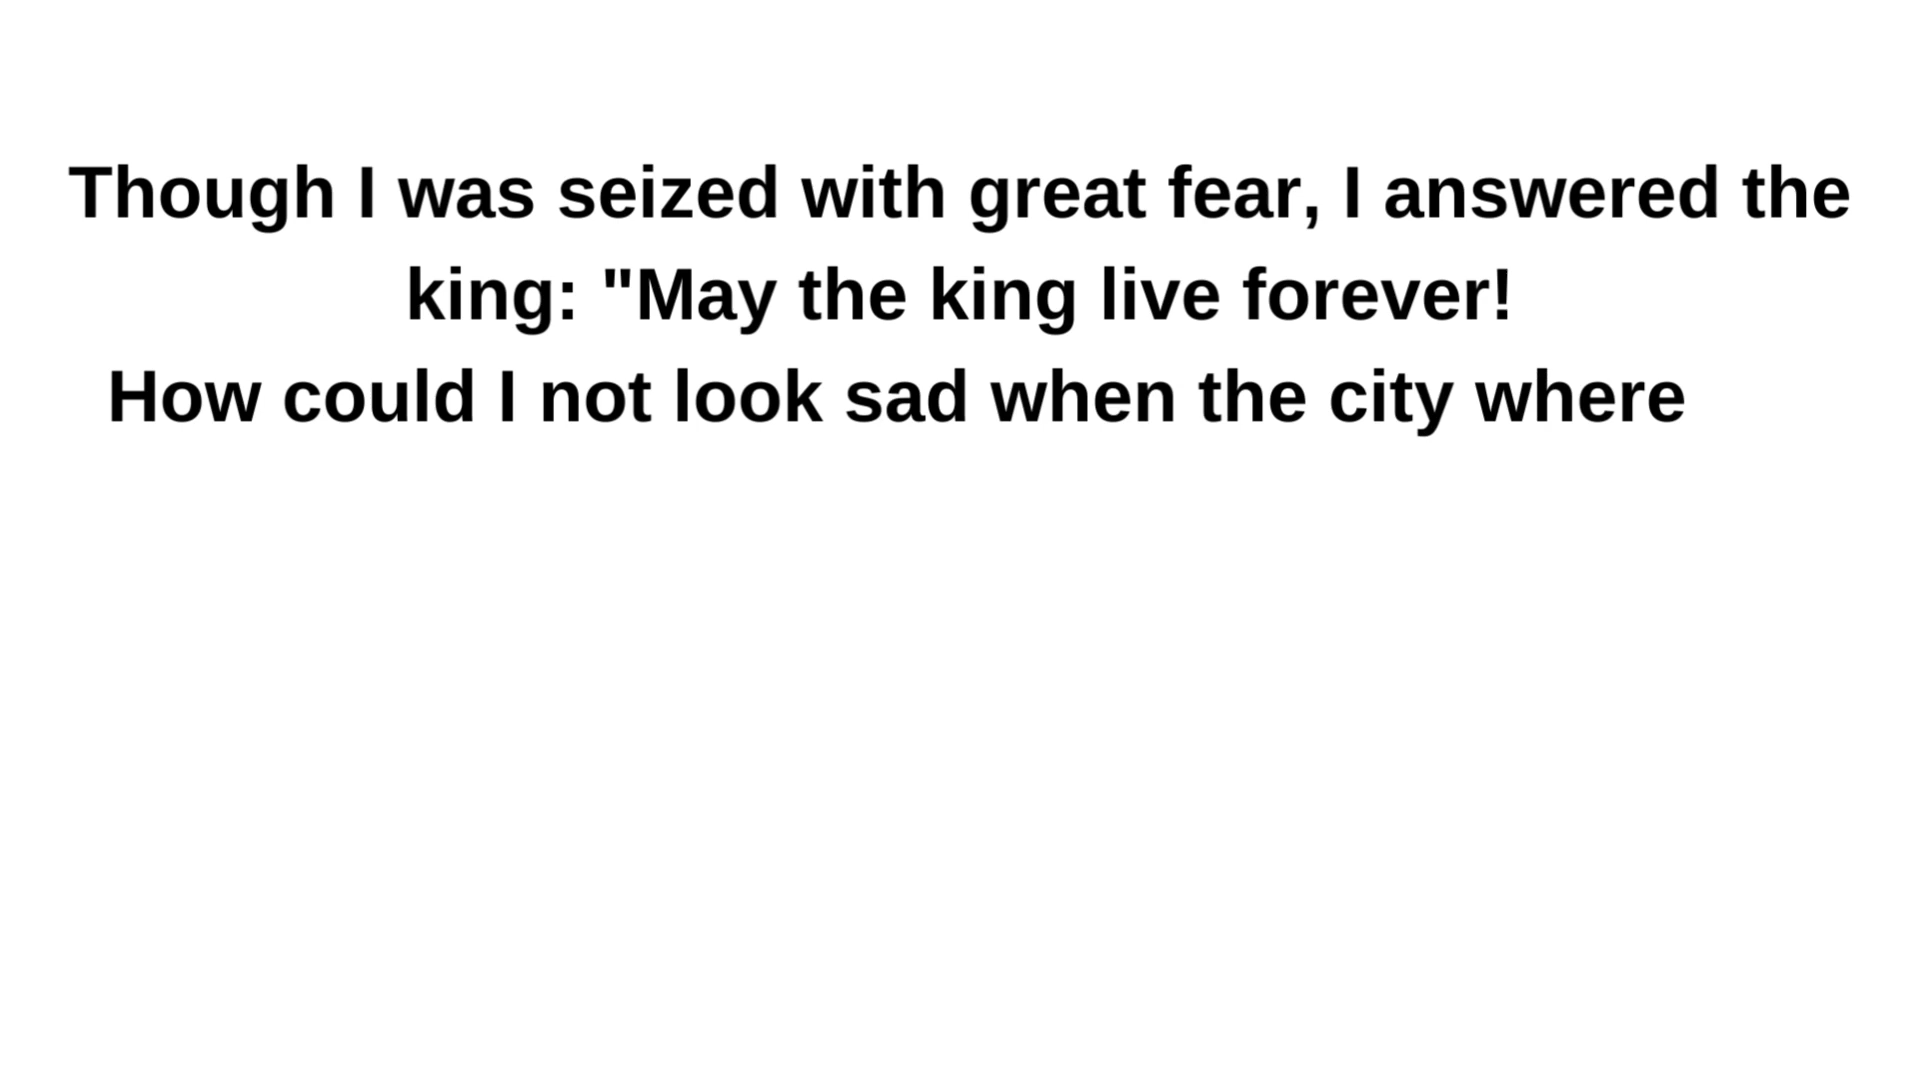 Though I was seized with great fear, I answered the
king: "May the king live forever!
How could I not look sad when the city where